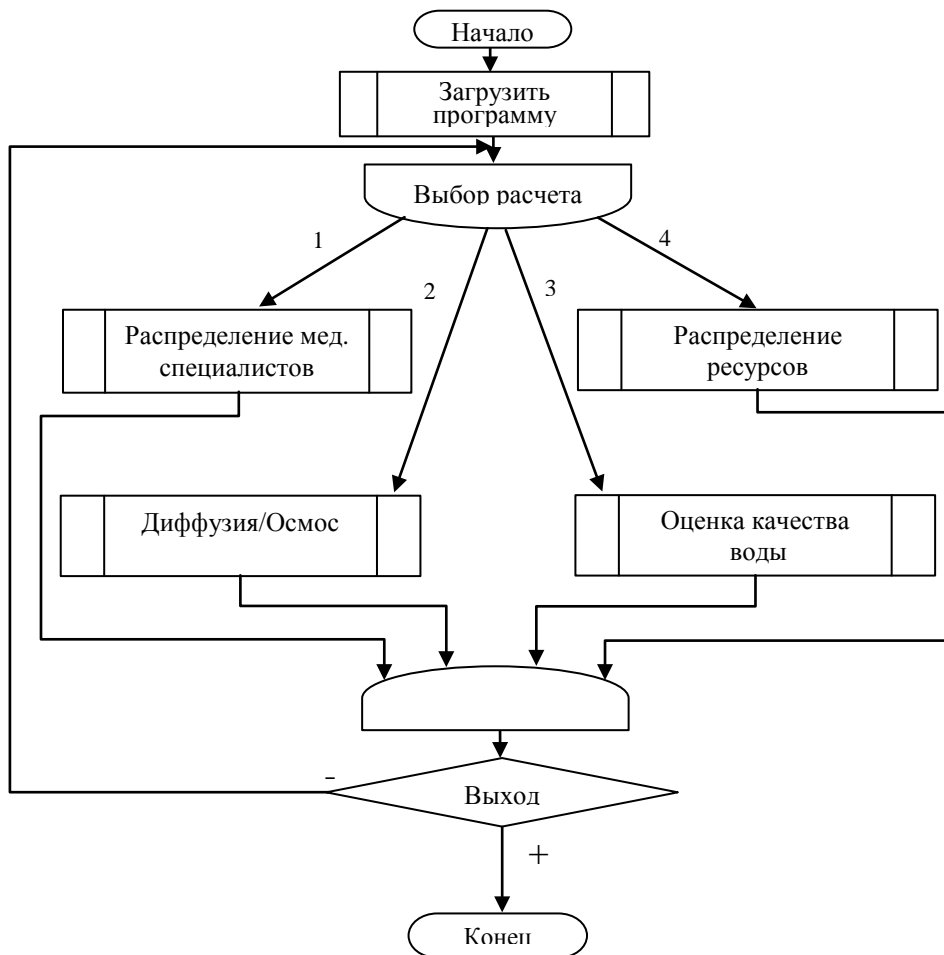 Начало
Загрузить
программу
Выбор расчета
1
2
3
4
Распределение мед.
специалистов
Распределение
ресурсов
Диффузия/Осмос
Оценка качества
воды
-
Выход
+
Конец